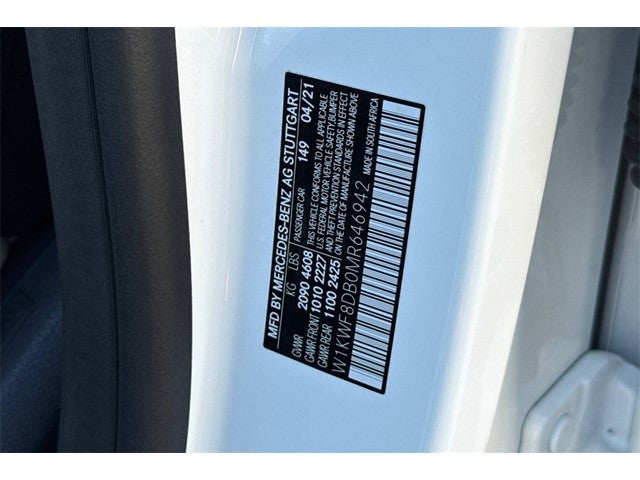 MFD BY MERCEDES-BENZ AG STUTTGART
PASSENGER CAR 149 04/21
KG LBS
GVWR 2090 4608
GAWR FRONT 1010 2227
GAWR REAR 1100 2425
THIS VEHICLE CONFORMS TO ALL APPLICABLE
U.S. FEDERAL MOTOR VEHICLE SAFETY,BUMPER
AND THEFT PREVENTION STANDARDS IN EFFECT
ON THE DATE OF MANUFACTURE SHOWN ABOVE
MADE IN SOUTH AFRICA
W1KWF8DB0MR646942